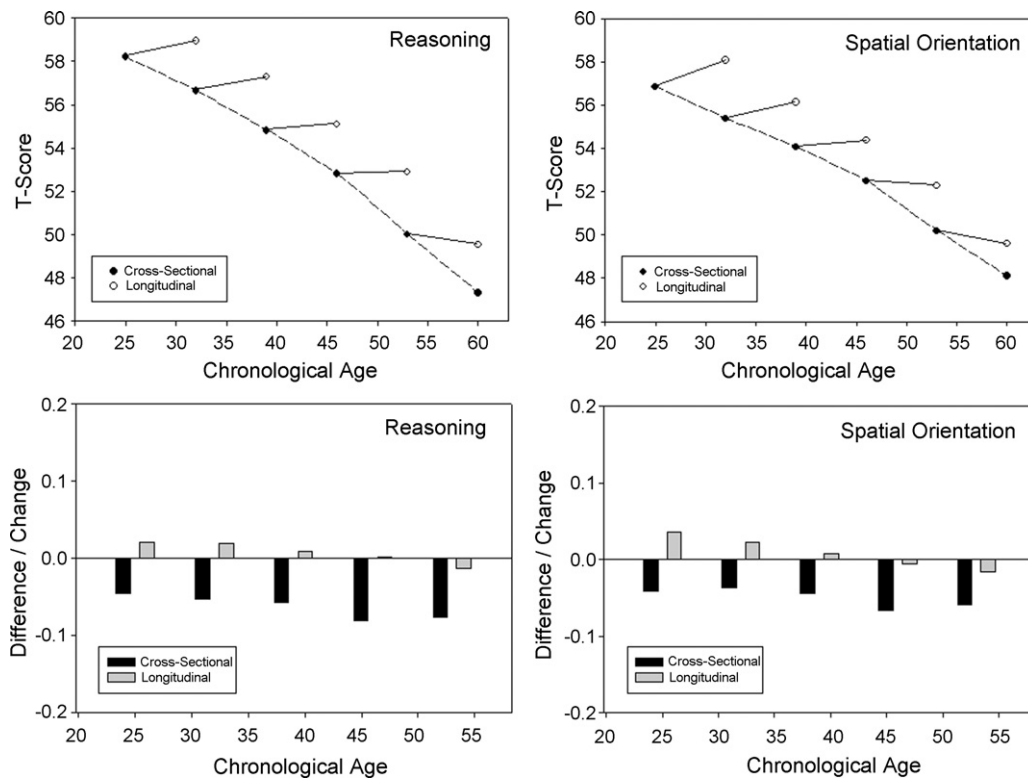 Reasoning
T-Score
60
58
56
54
52
50
48
46
Cross-Sectional
Longitudinal
20 25 30 35 40 45 50 55 60
Chronological Age
Spatial Orientation
T-Score
60
58
56
54
52
50
48
46
Cross-Sectional
Longitudinal
20 25 30 35 40 45 50 55 60
Chronological Age
Reasoning
Difference / Change
0.2
0.1
0.0
-0.1
-0.2
Cross-Sectional
Longitudinal
20 25 30 35 40 45 50 55
Chronological Age
Spatial Orientation
Difference / Change
0.2
0.1
0.0
-0.1
-0.2
Cross-Sectional
Longitudinal
20 25 30 35 40 45 50 55
Chronological Age